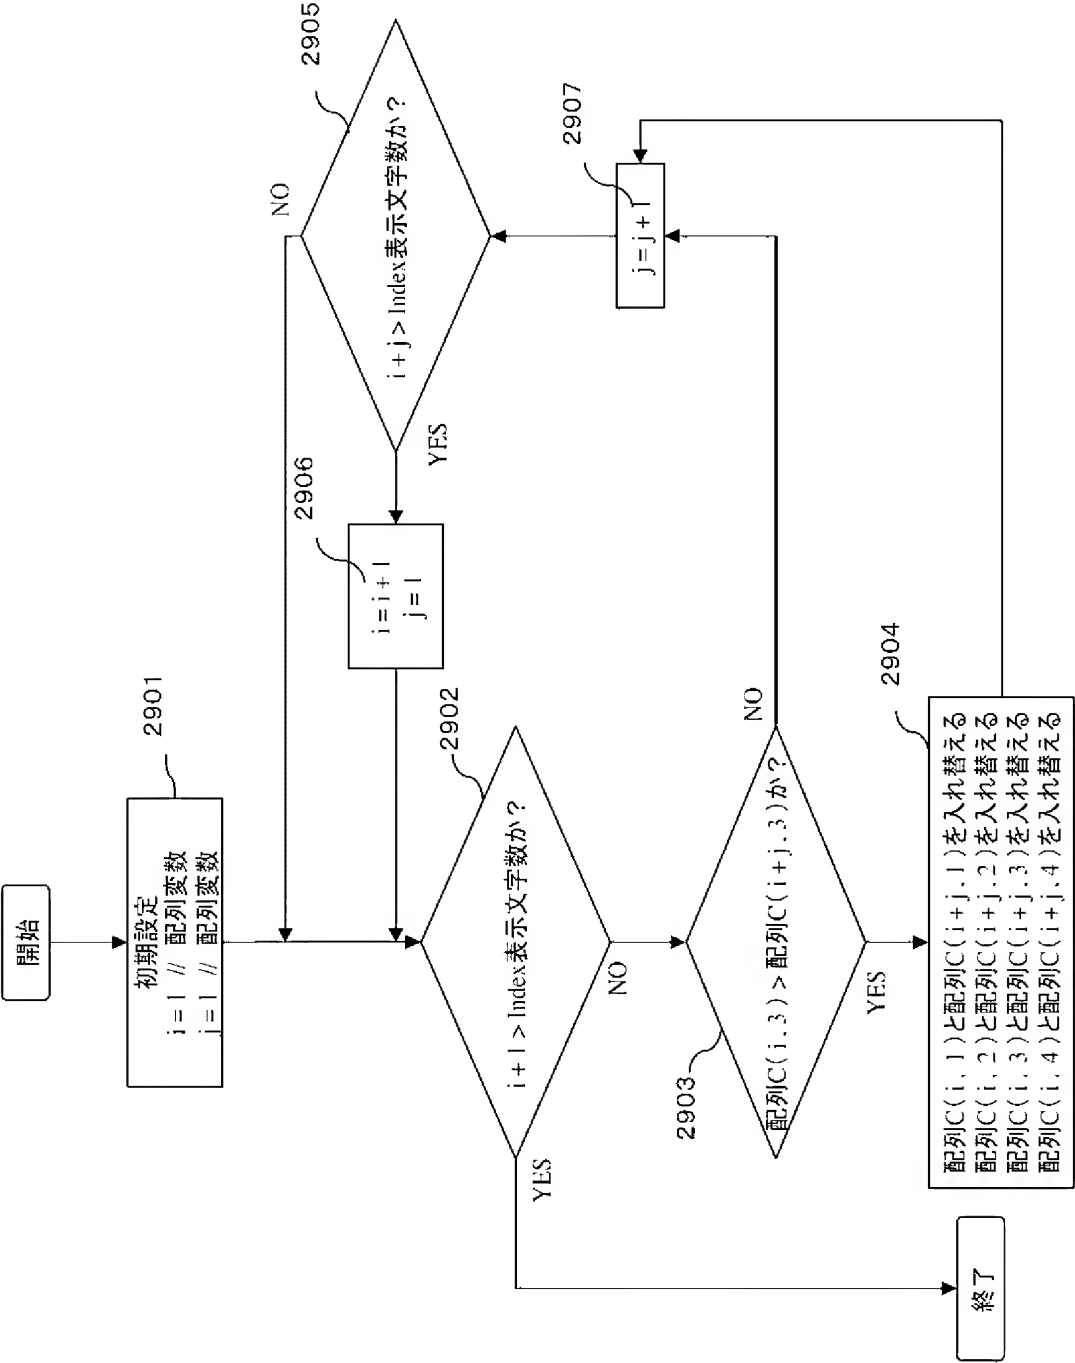 開始
2901
初期設定
i=1 // 配列変数
j=1 // 配列変数
2902
i+1>Index表示文字数か?
YES
NO
2903
配列C(i,3)>配列C(i+j,3)か?
YES
NO
2904
配列C(i,1)と配列C(i+j,1)を入れ替える
配列C(i,2)と配列C(i+j,2)を入れ替える
配列C(i,3)と配列C(i+j,3)を入れ替える
配列C(i,4)と配列C(i+j,4)を入れ替える
2905
i+j>Index表示文字数か?
NO
YES
2906
i=i+1
j=1
2907
j=j+1
終了